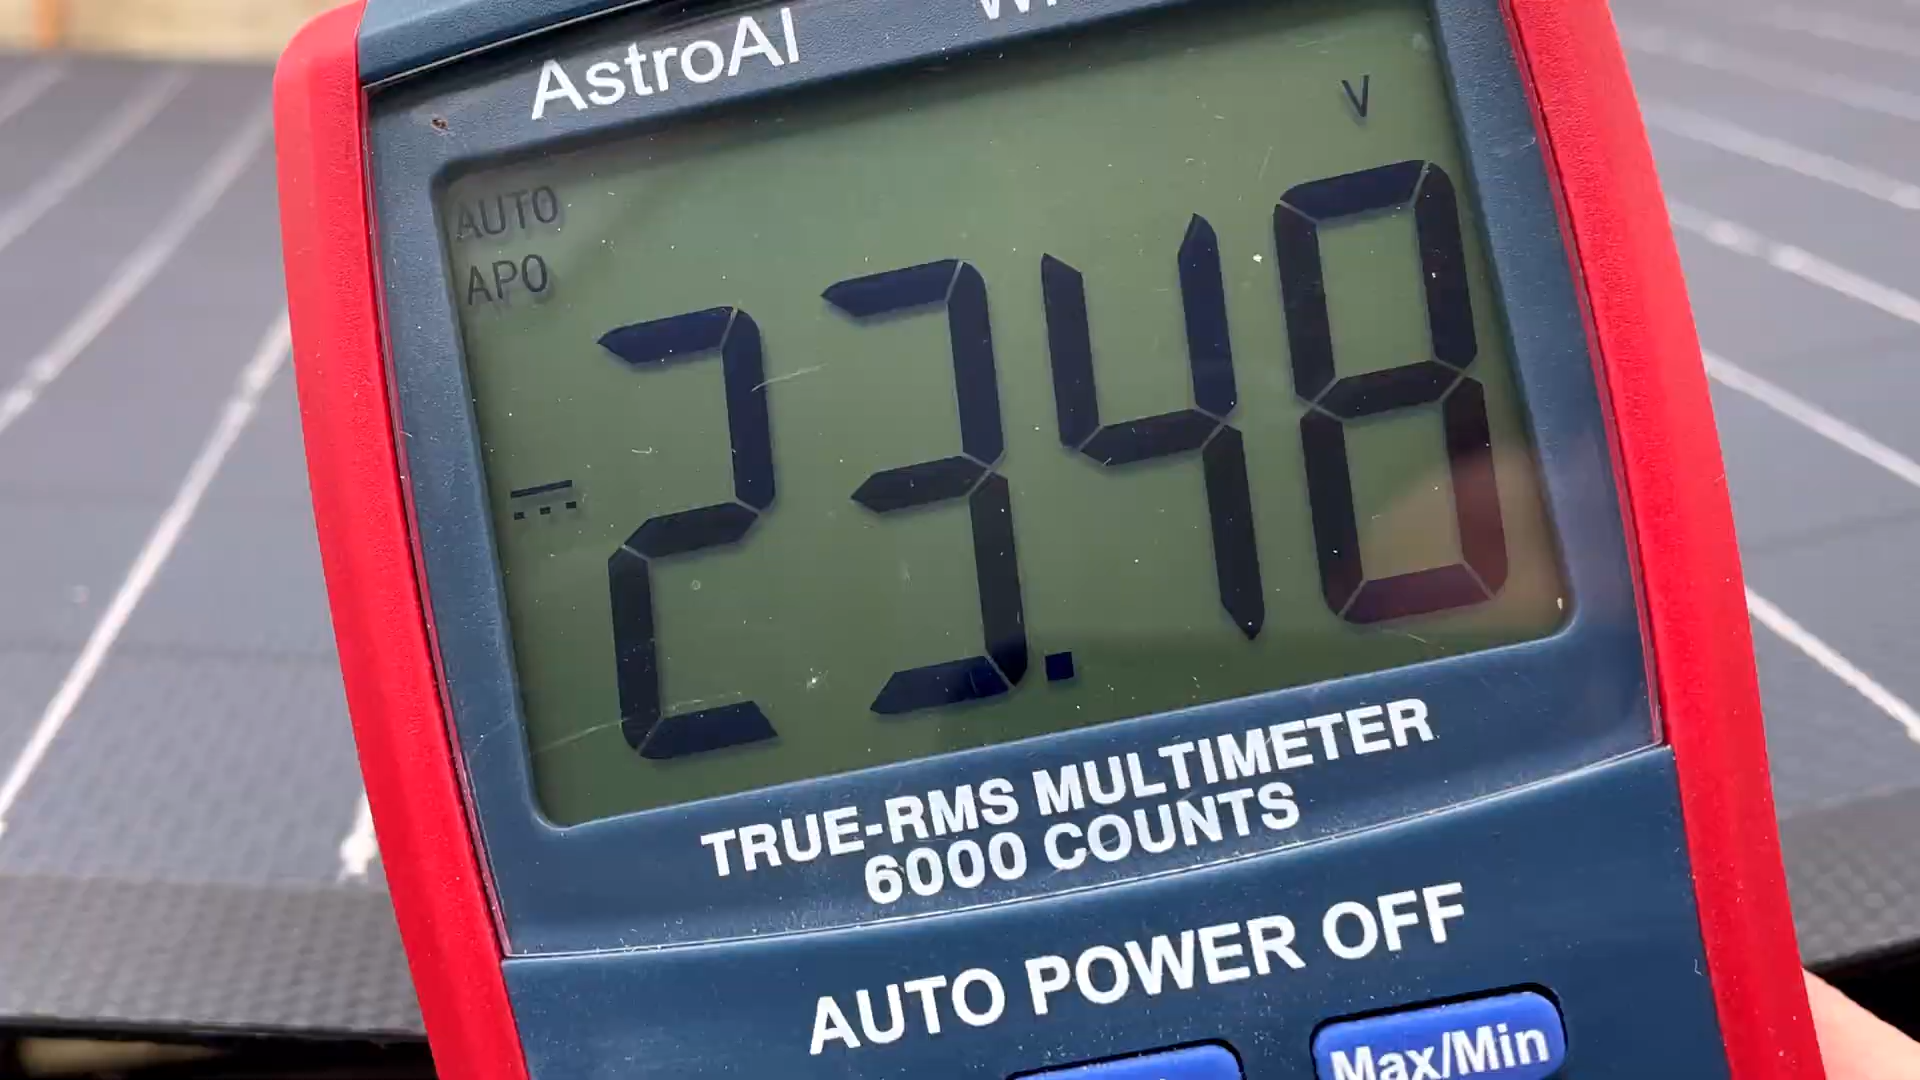 AstroAI
V
AUTO
APO
23.48
TRUE-RMS MULTIMETER
6000 COUNTS
AUTO POWER OFF
Max/Min